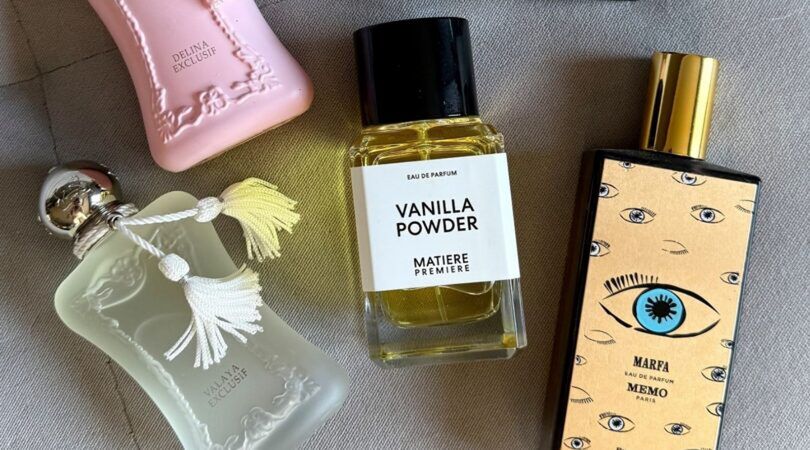 DELINA
EXCLUSIF
EAU DE PARFUM
VANILLA
POWDER
MATIERE
PREMIERE
VALAYA
EXCLUSIF
MARFA
EAU DE PARFUM
MEMO
PARIS